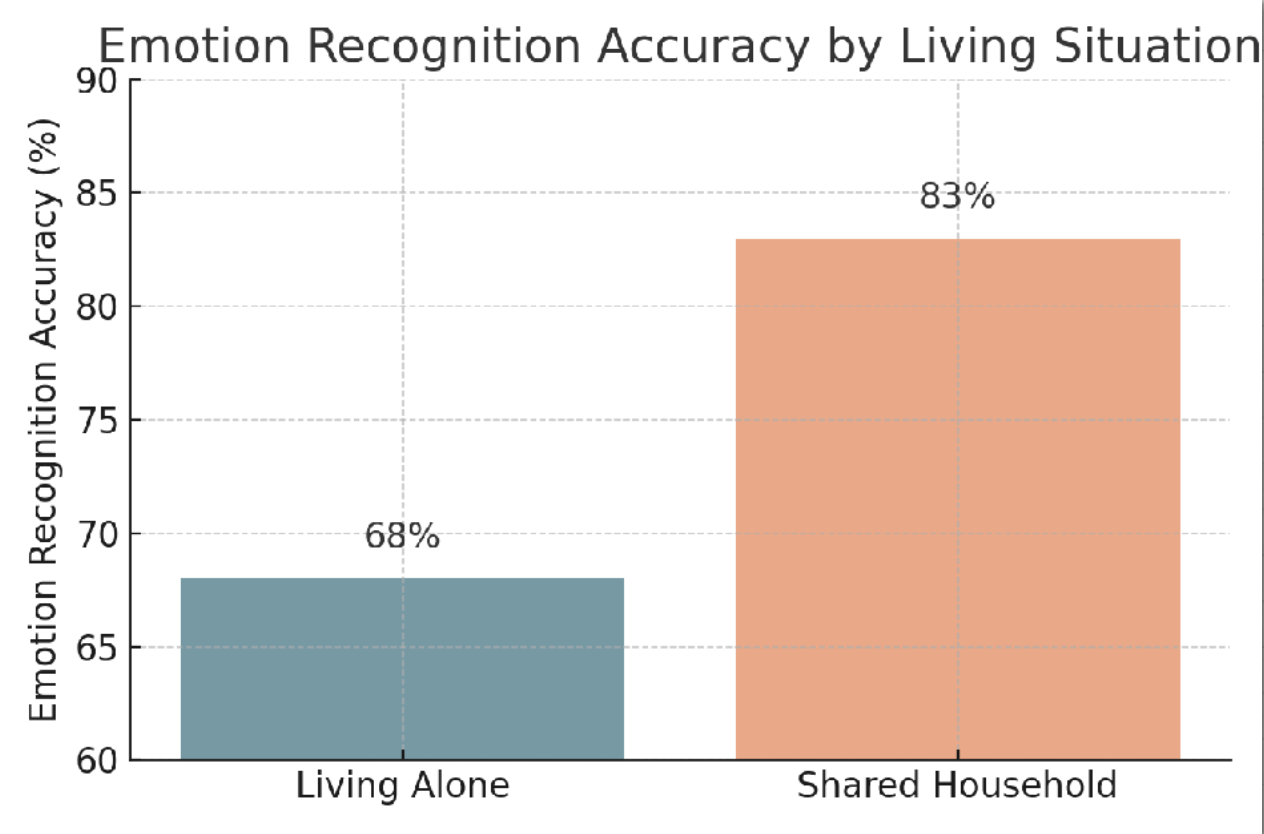 Emotion Recognition Accuracy by Living Situation
Emotion Recognition Accuracy (%)
90
85
80
75
70
65
60
83%
68%
Living Alone
Shared Household